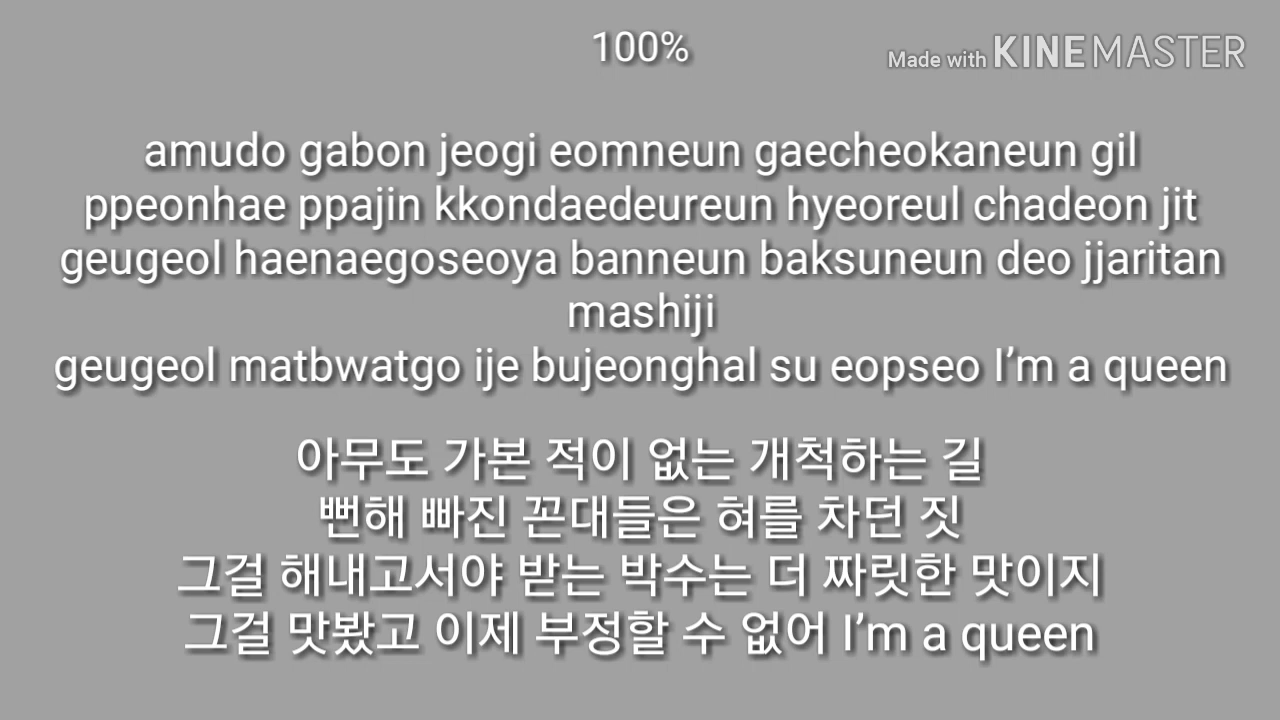 100%
Made with KINEMASTER
amudo gabon jeogi eomneun gaecheokaneun gil
ppeonhae ppajin kkondaedeureun hyeoreul chadeon jit
geugeol haenaegoseoya banneun baksuneun deo jjaritan
mashiji
geugeol matbwatgo ije bujeonghal su eopseo I’m a queen
아무도 가본 적이 없는 개척하는 길
뻔해 빠진 꼰대들은 혀를 차던 짓
그걸 해내고서야 받는 박수는 더 짜릿한 맛이지
그걸 맛봤고 이제 부정할 수 없어 I’m a queen